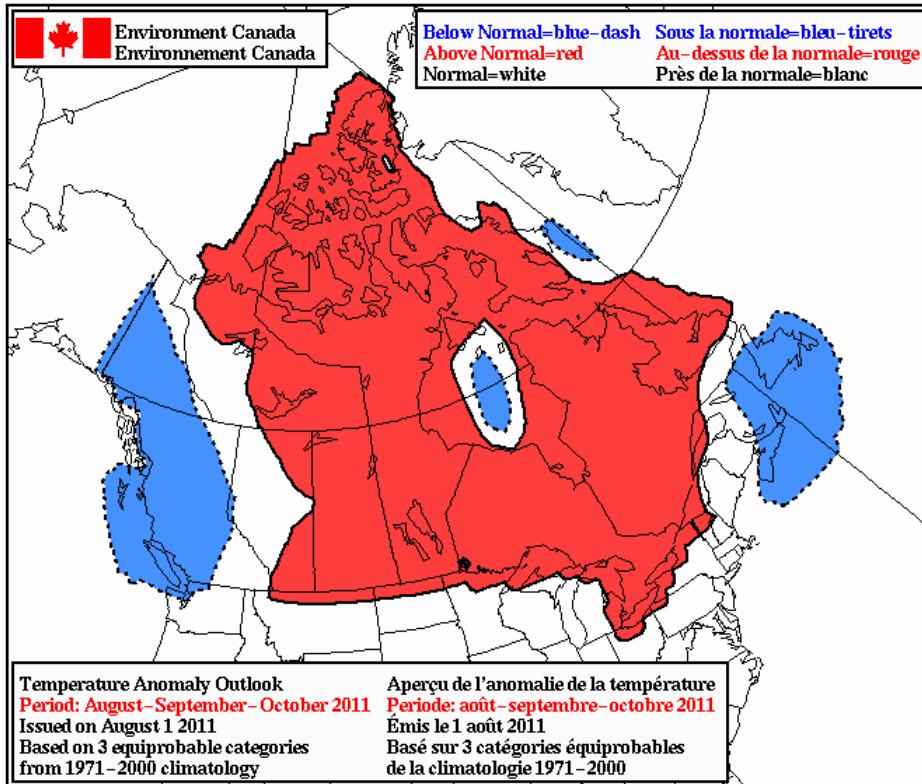 Environment Canada
Environnement Canada
Below Normal=blue-dash Sous la normale=bleu-tirets
Above Normal=red Au-dessus de la normale=rouge
Normal=white Près de la normale=blanc
Temperature Anomaly Outlook
Period: August-September-October 2011
Issued on August 1 2011
Based on 3 equiprobable categories
from 1971-2000 climatology
Aperçu de l'anomalie de la température
Periode: août-septembre-octobre 2011
Émis le 1 août 2011
Basé sur 3 catégories équiprobables
de la climatologie 1971-2000